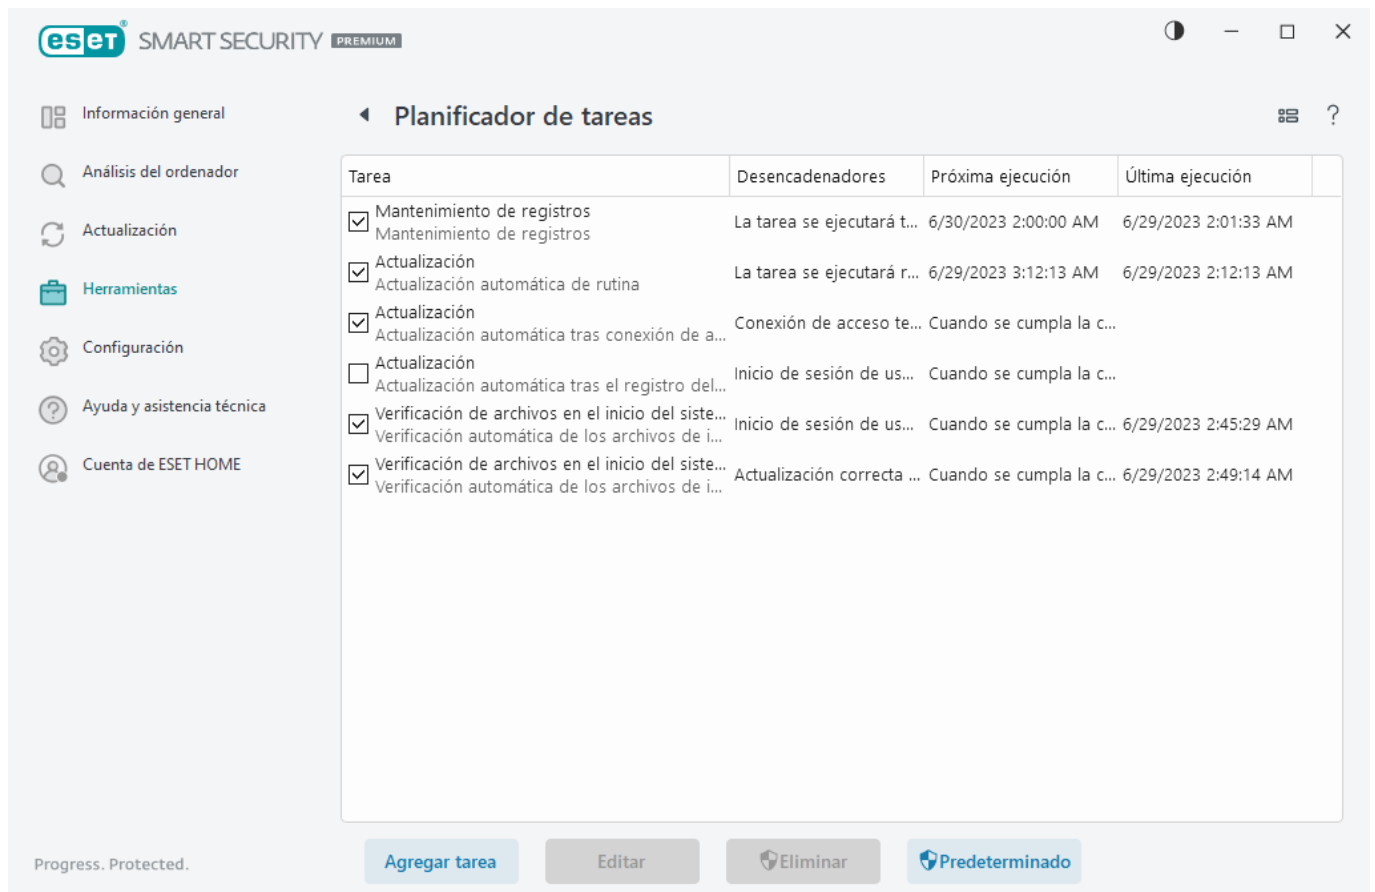 eset® SMART SECURITY PREMIUM
Información general
Análisis del ordenador
Actualización
Herramientas
Configuración
Ayuda y asistencia técnica
Cuenta de ESET HOME
Progress. Protected.
Planificador de tareas
?
Tarea Desencadenadores Próxima ejecución Última ejecución
Mantenimiento de registros
Mantenimiento de registros
La tarea se ejecutará t... 6/30/2023 2:00:00 AM 6/29/2023 2:01:33 AM
Actualización
Actualización automática de rutina
La tarea se ejecutará r... 6/29/2023 3:12:13 AM 6/29/2023 2:12:13 AM
Actualización
Actualización automática tras conexión de a...
Conexión de acceso te... Cuando se cumpla la c...
Actualización
Actualización automática tras el registro del...
Inicio de sesión de us... Cuando se cumpla la c...
Verificación de archivos en el inicio del siste...
Verificación automática de los archivos de i...
Inicio de sesión de us... Cuando se cumpla la c... 6/29/2023 2:45:29 AM
Verificación de archivos en el inicio del siste...
Verificación automática de los archivos de i...
Actualización correcta ... Cuando se cumpla la c... 6/29/2023 2:49:14 AM
Agregar tarea Editar Eliminar Predeterminado